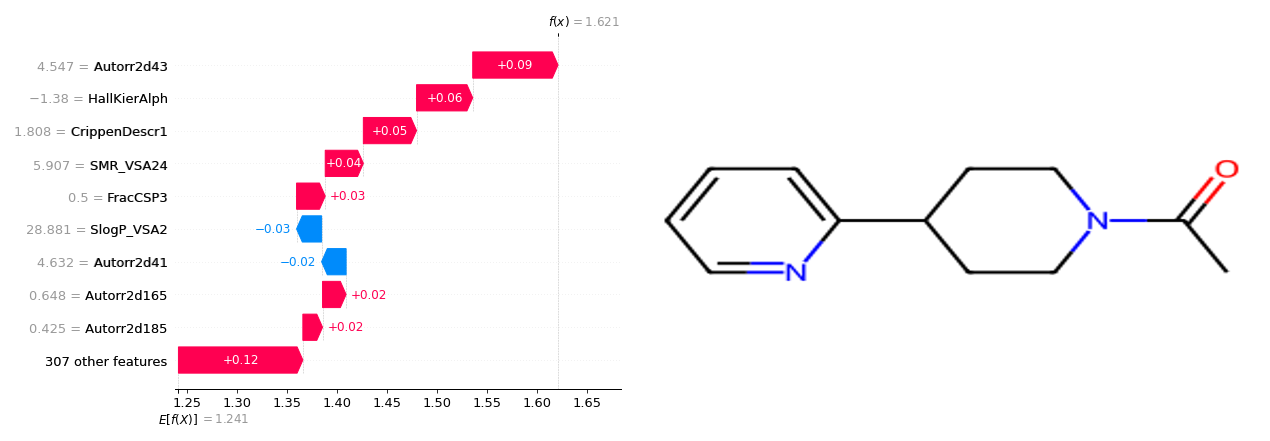 f(x) = 1.621
4.547 = Autorr2d43 +0.09
−1.38 = HallKierAlph +0.06
1.808 = CrippenDescr1 +0.05
5.907 = SMR_VSA24 +0.04
0.5 = FracCSP3 +0.03
28.881 = SlogP_VSA2 −0.03
4.632 = Autorr2d41 −0.02
0.648 = Autorr2d165 +0.02
0.425 = Autorr2d185 +0.02
307 other features +0.12
1.25 1.30 1.35 1.40 1.45 1.50 1.55 1.60 1.65
E[f(X)] = 1.241
O
N
N